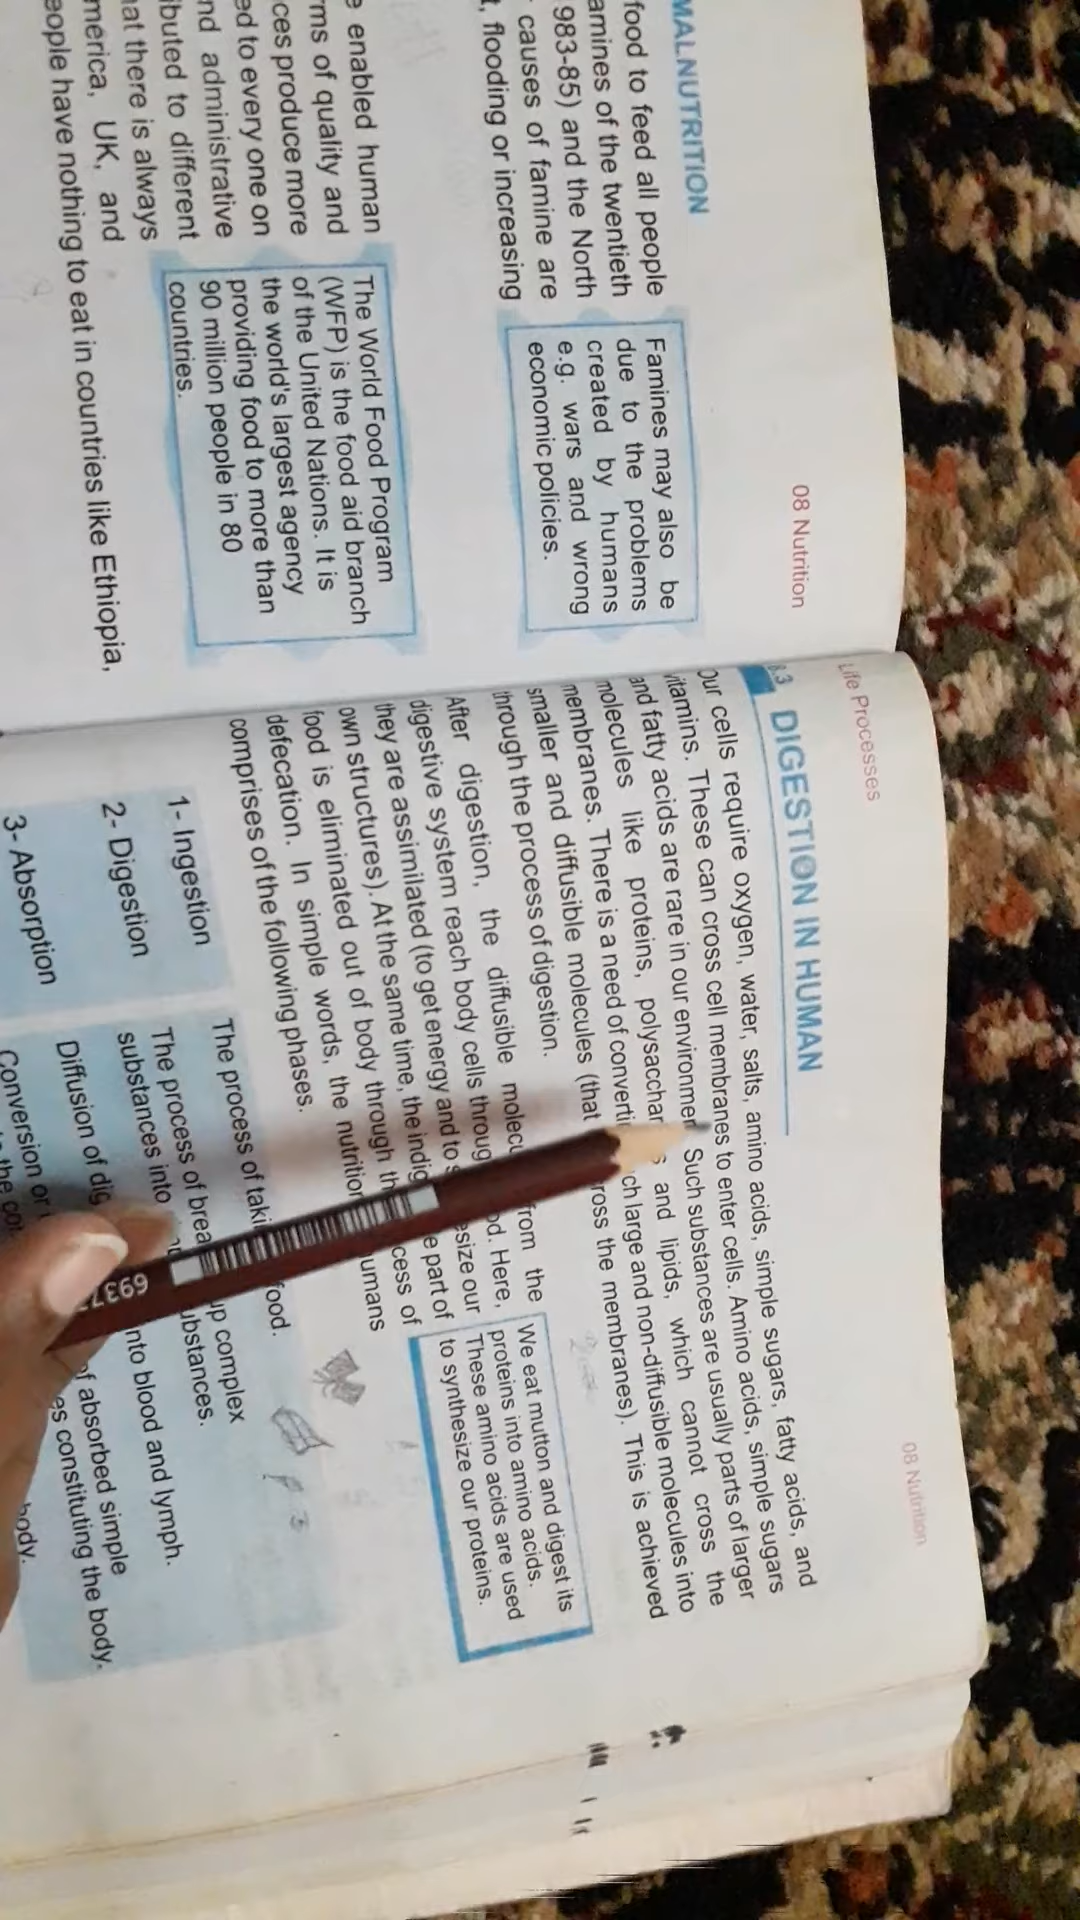 08 Nutrition
MALNUTRITION
food to feed all people
amines of the twentieth
983-85) and the North
causes of famine are
t, flooding or increasing
Famines may also be
due to the problems
created by humans
e.g. wars and wrong
economic policies.
e enabled human
rms of quality and
ces produce more
ed to every one on
nd administrative
ibuted to different
at there is always
merica, UK, and
eople have nothing to eat in countries like Ethiopia,
The World Food Program
(WFP) is the food aid branch
of the United Nations. It is
the world's largest agency
providing food to more than
90 million people in 80
countries.
Life Processes
08 Nutrition
8.3 DIGESTION IN HUMAN
Our cells require oxygen, water, salts, amino acids, simple sugars, fatty acids, and
vitamins. These can cross cell membranes to enter cells. Amino acids, simple sugars
and fatty acids are rare in our environmen Such substances are usually parts of larger
molecules like proteins, polysacchar s and lipids, which cannot cross the
membranes. There is a need of converti ch large and non-diffusible molecules into
smaller and diffusible molecules (that ross the membranes). This is achieved
through the process of digestion.
After digestion, the diffusible molecu from the
digestive system reach body cells throug od. Here,
they are assimilated (to get energy and to s esize our
own structures). At the same time, the indig e part of
food is eliminated out of body through th cess of
defecation. In simple words, the nutrition umans
comprises of the following phases.
We eat mutton and digest its
proteins into amino acids.
These amino acids are used
to synthesize our proteins.
1- Ingestion
The process of taki food.
2- Digestion
The process of brea up complex
substances into ubstances.
3- Absorption
Diffusion of dig nto blood and lymph.
Conversion or of absorbed simple
es constituting the body.
body.
6937